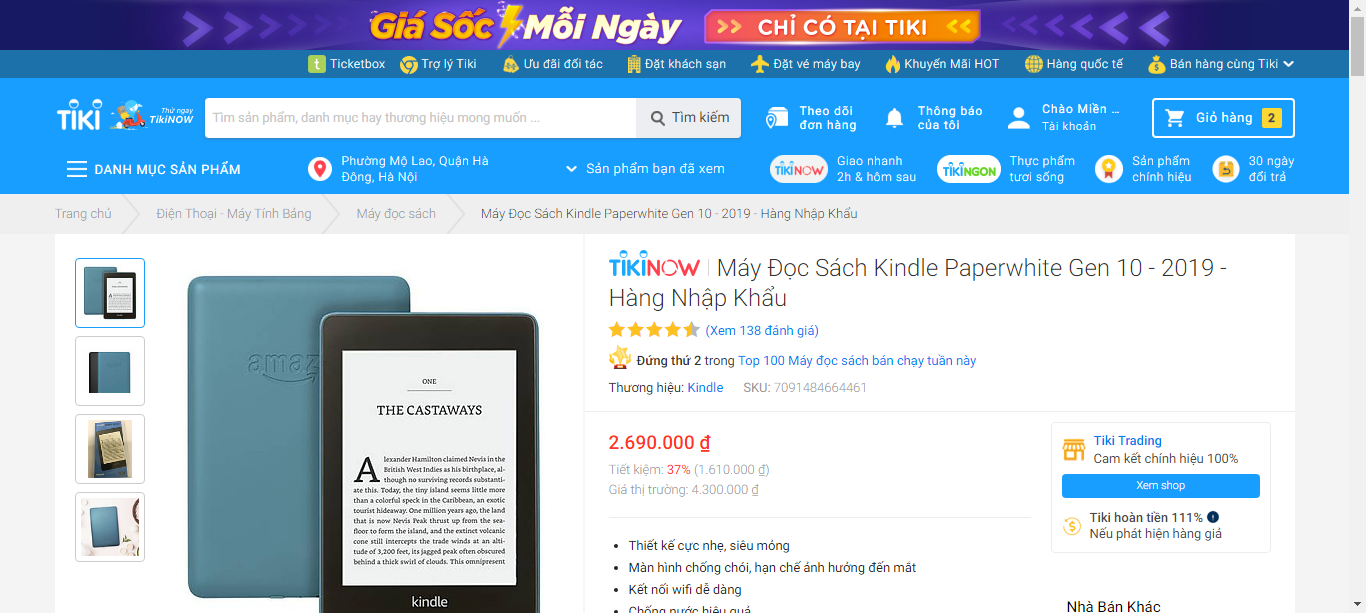 Giá Sốc Mỗi Ngày CHỈ CÓ TẠI TIKI
Ticketbox Trợ lý Tiki Ưu đãi đối tác Đặt khách sạn Đặt vé máy bay Khuyến Mãi HOT Hàng quốc tế Bán hàng cùng Tiki
TIKI Thử ngay TikiNOW
Tìm sản phẩm, danh mục hay thương hiệu mong muốn ...
Tìm kiếm
Theo dõi
đơn hàng
Thông báo
của tôi
Chào Miền ...
Tài khoản
Giỏ hàng 2
DANH MỤC SẢN PHẨM
Phường Mộ Lao, Quận Hà
Đông, Hà Nội
Sản phẩm bạn đã xem
TIKINOW Giao nhanh
2h & hôm sau
TIKINGON Thực phẩm
tươi sống
Sản phẩm
chính hiệu
30 ngày
đổi trả
Trang chủ Điện Thoại - Máy Tính Bảng Máy đọc sách Máy Đọc Sách Kindle Paperwhite Gen 10 - 2019 - Hàng Nhập Khẩu
amaz
ONE
THE CASTAWAYS
Alexander Hamilton claimed Nevis in the
British West Indies as his birthplace, al-
though no surviving records substanti-
ate this. Today, the tiny island seems little more
than a colorful speck in the Caribbean, an exotic
tourist hideaway. One million years ago, the land
that is now Nevis Peak thrust up from the sea-
floor to form the island, and the extinct volcanic
cone still intercepts the trade winds at an alti-
tude of 3,200 feet, its jagged peak often obscured
behind a thick swirl of clouds. This omnipresent
kindle
TIKINOW Máy Đọc Sách Kindle Paperwhite Gen 10 - 2019 -
Hàng Nhập Khẩu
(Xem 138 đánh giá)
Đứng thứ 2 trong Top 100 Máy đọc sách bán chạy tuần này
Thương hiệu: Kindle SKU: 7091484664461
2.690.000 ₫
Tiết kiệm: 37% (1.610.000 ₫)
Giá thị trường: 4.300.000 ₫
Thiết kế cực nhẹ, siêu mỏng
Màn hình chống chói, hạn chế ảnh hưởng đến mắt
Kết nối wifi dễ dàng
Chống nước hiệu quả
Tiki Trading
Cam kết chính hiệu 100%
Xem shop
Tiki hoàn tiền 111%
Nếu phát hiện hàng giả
Nhà Bán Khác